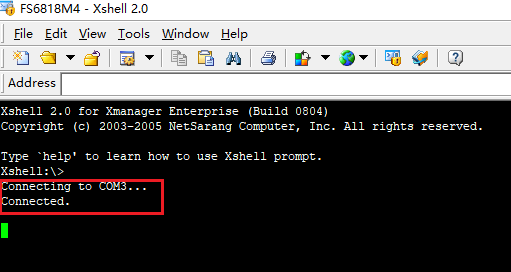 FS6818M4 - Xshell 2.0
File Edit View Tools Window Help
Address
Xshell 2.0 for Xmanager Enterprise (Build 0804)
Copyright (c) 2003-2005 NetSarang Computer, Inc. All rights reserved.
Type `help' to learn how to use Xshell prompt.
Xshell:\>
Connecting to COM3...
Connected.